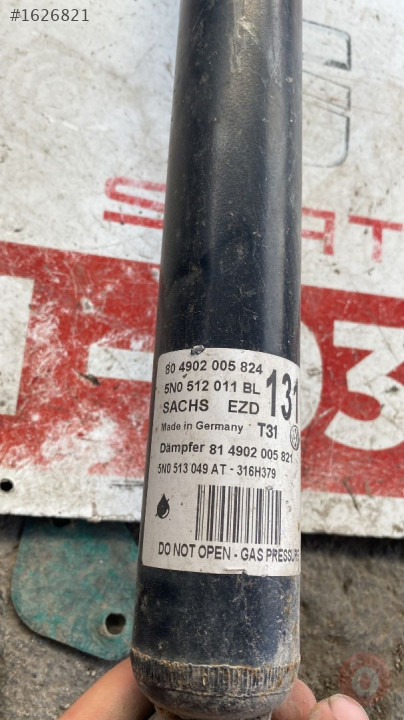 #1626821
SEAT
80 4902 005 824
5N0 512 011 BL
131
SACHS EZD
Made in Germany T31
Dämpfer 81 4902 005 821
5N0 513 049 AT - 316H379
DO NOT OPEN - GAS PRESSURE